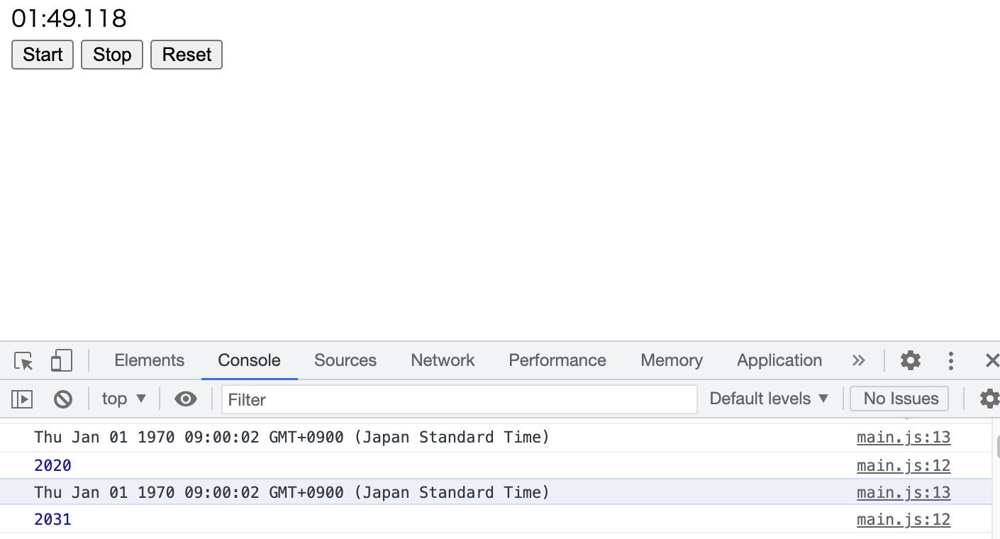 01:49.118
Start Stop Reset
Elements Console Sources Network Performance Memory Application
top Filter Default levels No Issues
Thu Jan 01 1970 09:00:02 GMT+0900 (Japan Standard Time) main.js:13
2020 main.js:12
Thu Jan 01 1970 09:00:02 GMT+0900 (Japan Standard Time) main.js:13
2031 main.js:12